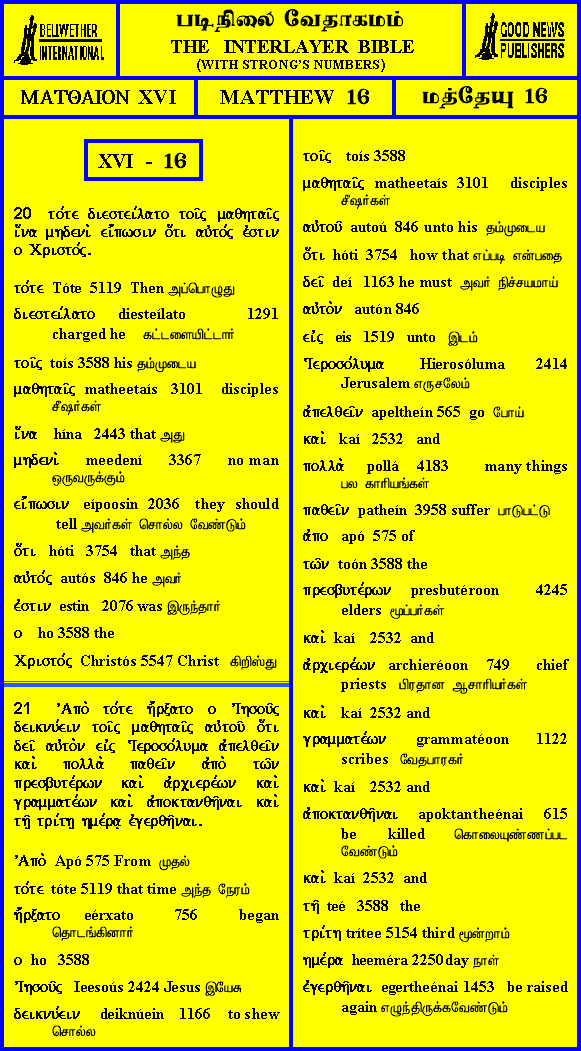 BELLWETHER
INTERNATIONAL
படிநிலை வேதாகமம்
THE INTERLAYER BIBLE
(WITH STRONG'S NUMBERS)
GOOD NEWS
PUBLISHERS
ΜΑΤΘΑΙΟΝ XVI
MATTHEW 16
மத்தேயு 16
XVI - 16
20 τότε διεστείλατο τοῖς μαθηταῖς
ἵνα μηδενὶ εἴπωσιν ὅτι αὐτός ἐστιν
ο Χριστός.
τότε Tóte 5119 Then அப்பொழுது
διεστείλατο diesteílato 1291
charged he கட்டளையிட்டார்
τοῖς toís 3588 his தம்முடைய
μαθηταῖς matheetaís 3101 disciples
சீஷர்கள்
ἵνα hína 2443 that அது
μηδενὶ meedení 3367 no man
ஒருவருக்கும்
εἴπωσιν eípoosin 2036 they should
tell அவர்கள் சொல்ல வேண்டும்
ὅτι hóti 3754 that அந்த
αὐτός autós 846 he அவர்
ἐστιν estin 2076 was இருந்தார்
ο ho 3588 the
Χριστός Christós 5547 Christ கிறிஸ்து
21 Ἀπὸ τότε ἤρξατο ο Ἰησοῦς
δεικνύειν τοῖς μαθηταῖς αὐτοῦ ὅτι
δεῖ αὐτὸν εἰς Ἱεροσόλυμα ἀπελθεῖν
καὶ πολλὰ παθεῖν ἀπὸ τῶν
πρεσβυτέρων καὶ ἀρχιερέων καὶ
γραμματέων καὶ ἀποκτανθῆναι καὶ
τῇ τρίτῃ ημέρᾳ ἐγερθῆναι.
Ἀπὸ Apó 575 From முதல்
τότε tóte 5119 that time அந்த நேரம்
ἤρξατο eérxato 756 began
தொடங்கினார்
ο ho 3588
Ἰησοῦς Ieesoús 2424 Jesus இயேசு
δεικνύειν deiknúein 1166 to shew
சொல்ல
τοῖς toís 3588
μαθηταῖς matheetaís 3101 disciples
சீஷர்கள்
αὐτοῦ autoú 846 unto his தம்முடைய
ὅτι hóti 3754 how that எப்படி என்பதை
δεῖ deí 1163 he must அவர் நிச்சயமாய்
αὐτὸν autón 846
εἰς eis 1519 unto இடம்
Ἱεροσόλυμα Hierosóluma 2414
Jerusalem எருசலேம்
ἀπελθεῖν apeltheín 565 go போய்
καὶ kaí 2532 and
πολλὰ pollá 4183 many things
பல காரியங்கள்
παθεῖν patheín 3958 suffer பாடுபட்டு
ἀπο apó 575 of
τῶν toón 3588 the
πρεσβυτέρων presbutéroon 4245
elders மூப்பர்கள்
καὶ kaí 2532 and
ἀρχιερέων archieréoon 749 chief
priests பிரதான ஆசாரியர்கள்
καὶ kaí 2532 and
γραμματέων grammatéoon 1122
scribes வேதபாரகர்
καὶ kaí 2532 and
ἀποκτανθῆναι apoktantheénai 615
be killed கொலையுண்ணப்பட
வேண்டும்
καὶ kaí 2532 and
τῇ teé 3588 the
τρίτῃ trítee 5154 third மூன்றாம்
ημέρᾳ heeméra 2250 day நாள்
ἐγερθῆναι egertheénai 1453 be raised
again எழுந்திருக்கவேண்டும்